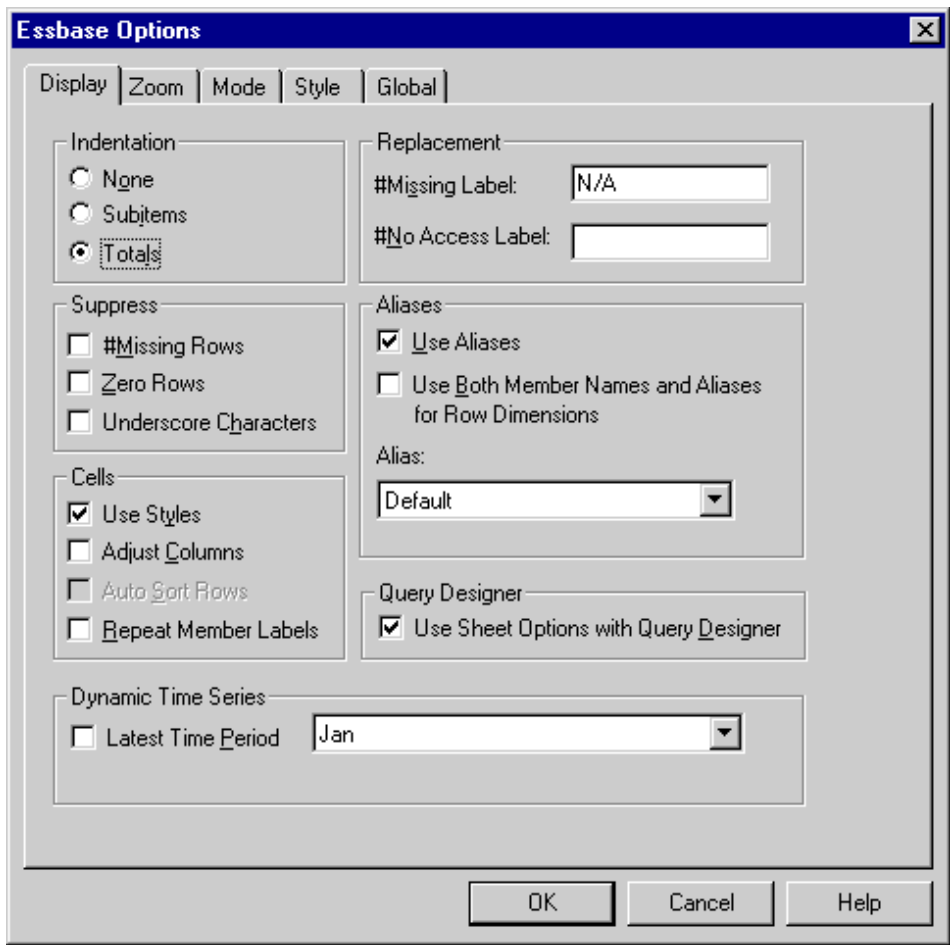 Essbase Options
Display Zoom Mode Style Global
Indentation
None
Subitems
Totals
Replacement
#Missing Label: N/A
#No Access Label:
Suppress
#Missing Rows
Zero Rows
Underscore Characters
Aliases
Use Aliases
Use Both Member Names and Aliases
for Row Dimensions
Alias:
Default
Cells
Use Styles
Adjust Columns
Auto Sort Rows
Repeat Member Labels
Query Designer
Use Sheet Options with Query Designer
Dynamic Time Series
Latest Time Period Jan
OK Cancel Help